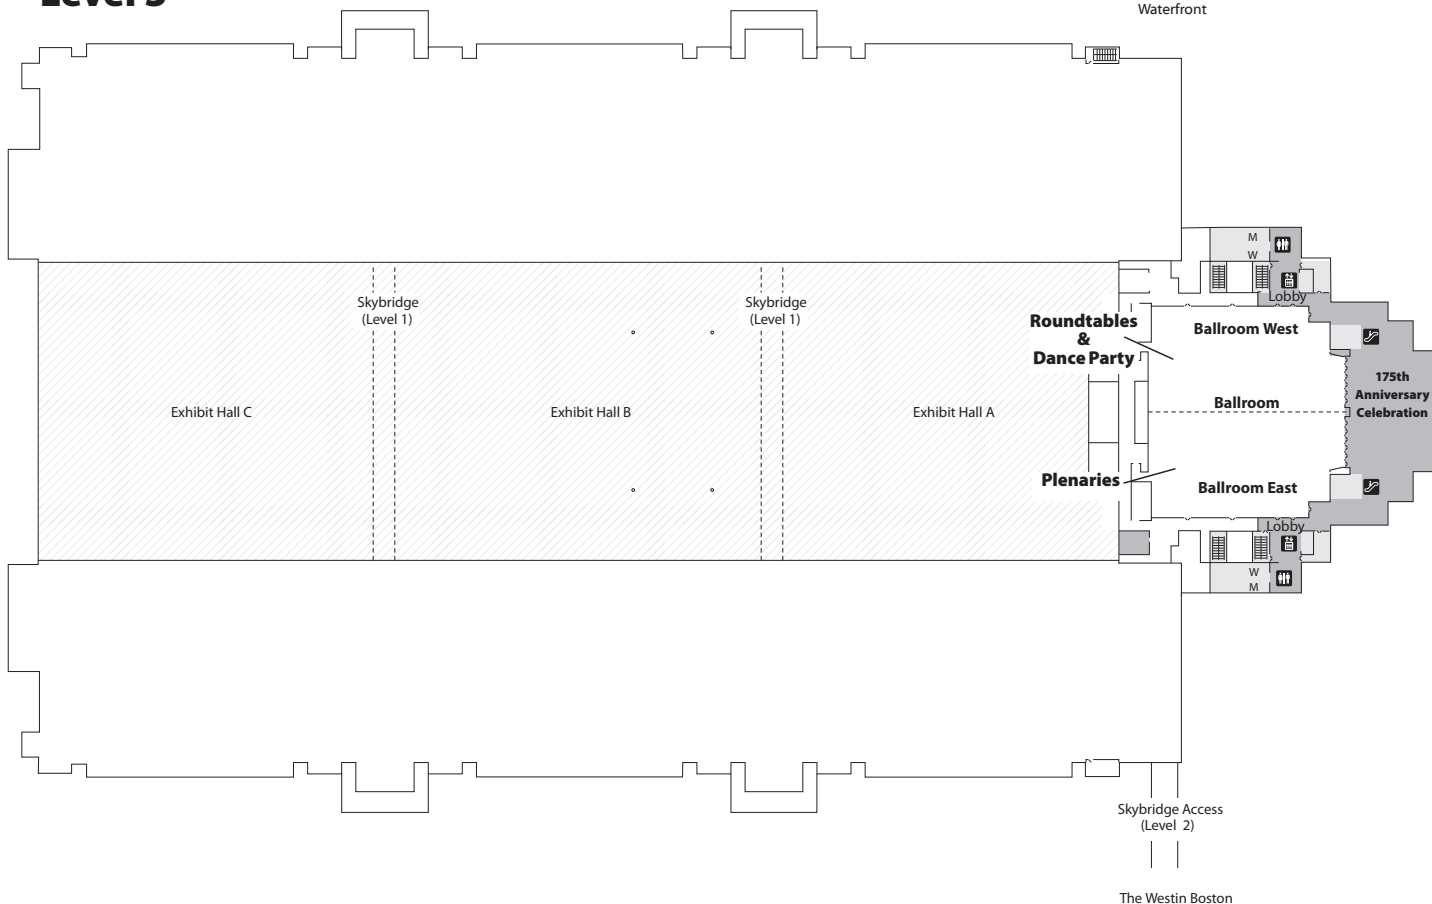 Level 3
Waterfront
M
W
Lobby
Skybridge
(Level 1)
Skybridge
(Level 1)
Roundtables
&
Dance Party
Ballroom West
175th
Anniversary
Celebration
Exhibit Hall C
Exhibit Hall B
Exhibit Hall A
Ballroom
Plenaries
Ballroom East
Lobby
W
M
Skybridge Access
(Level 2)
The Westin Boston